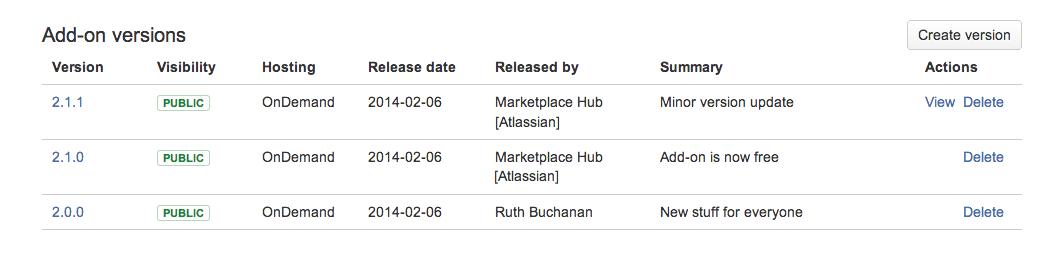 Add-on versions
Create version
Version Visibility Hosting Release date Released by Summary Actions
2.1.1 PUBLIC OnDemand 2014-02-06 Marketplace Hub Minor version update View Delete
[Atlassian]
2.1.0 PUBLIC OnDemand 2014-02-06 Marketplace Hub Add-on is now free Delete
[Atlassian]
2.0.0 PUBLIC OnDemand 2014-02-06 Ruth Buchanan New stuff for everyone Delete